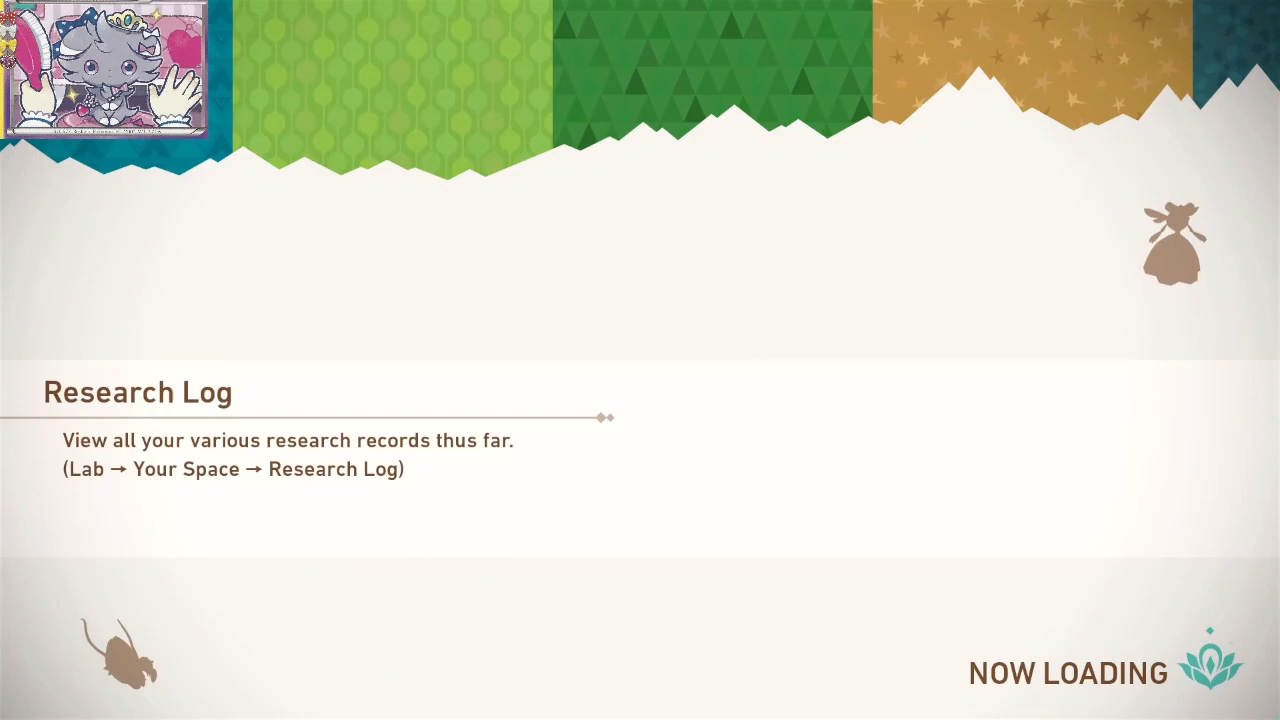 Research Log
View all your various research records thus far.
(Lab → Your Space → Research Log)
NOW LOADING